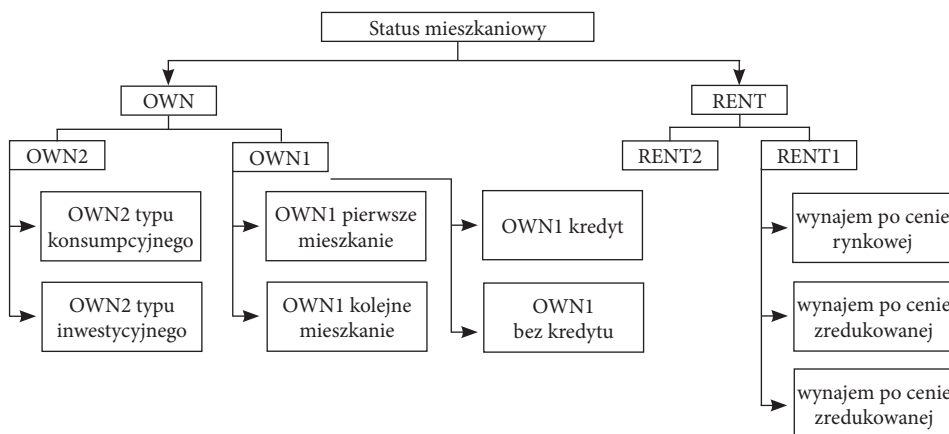 Status mieszkaniowy
OWN
RENT
OWN2
OWN1
RENT2
RENT1
OWN2 typu
konsumpcyjnego
OWN1 pierwsze
mieszkanie
OWN1 kredyt
wynajem po cenie
rynkowej
OWN2 typu
inwestycyjnego
OWN1 kolejne
mieszkanie
OWN1
bez kredytu
wynajem po cenie
zredukowanej
wynajem po cenie
zredukowanej